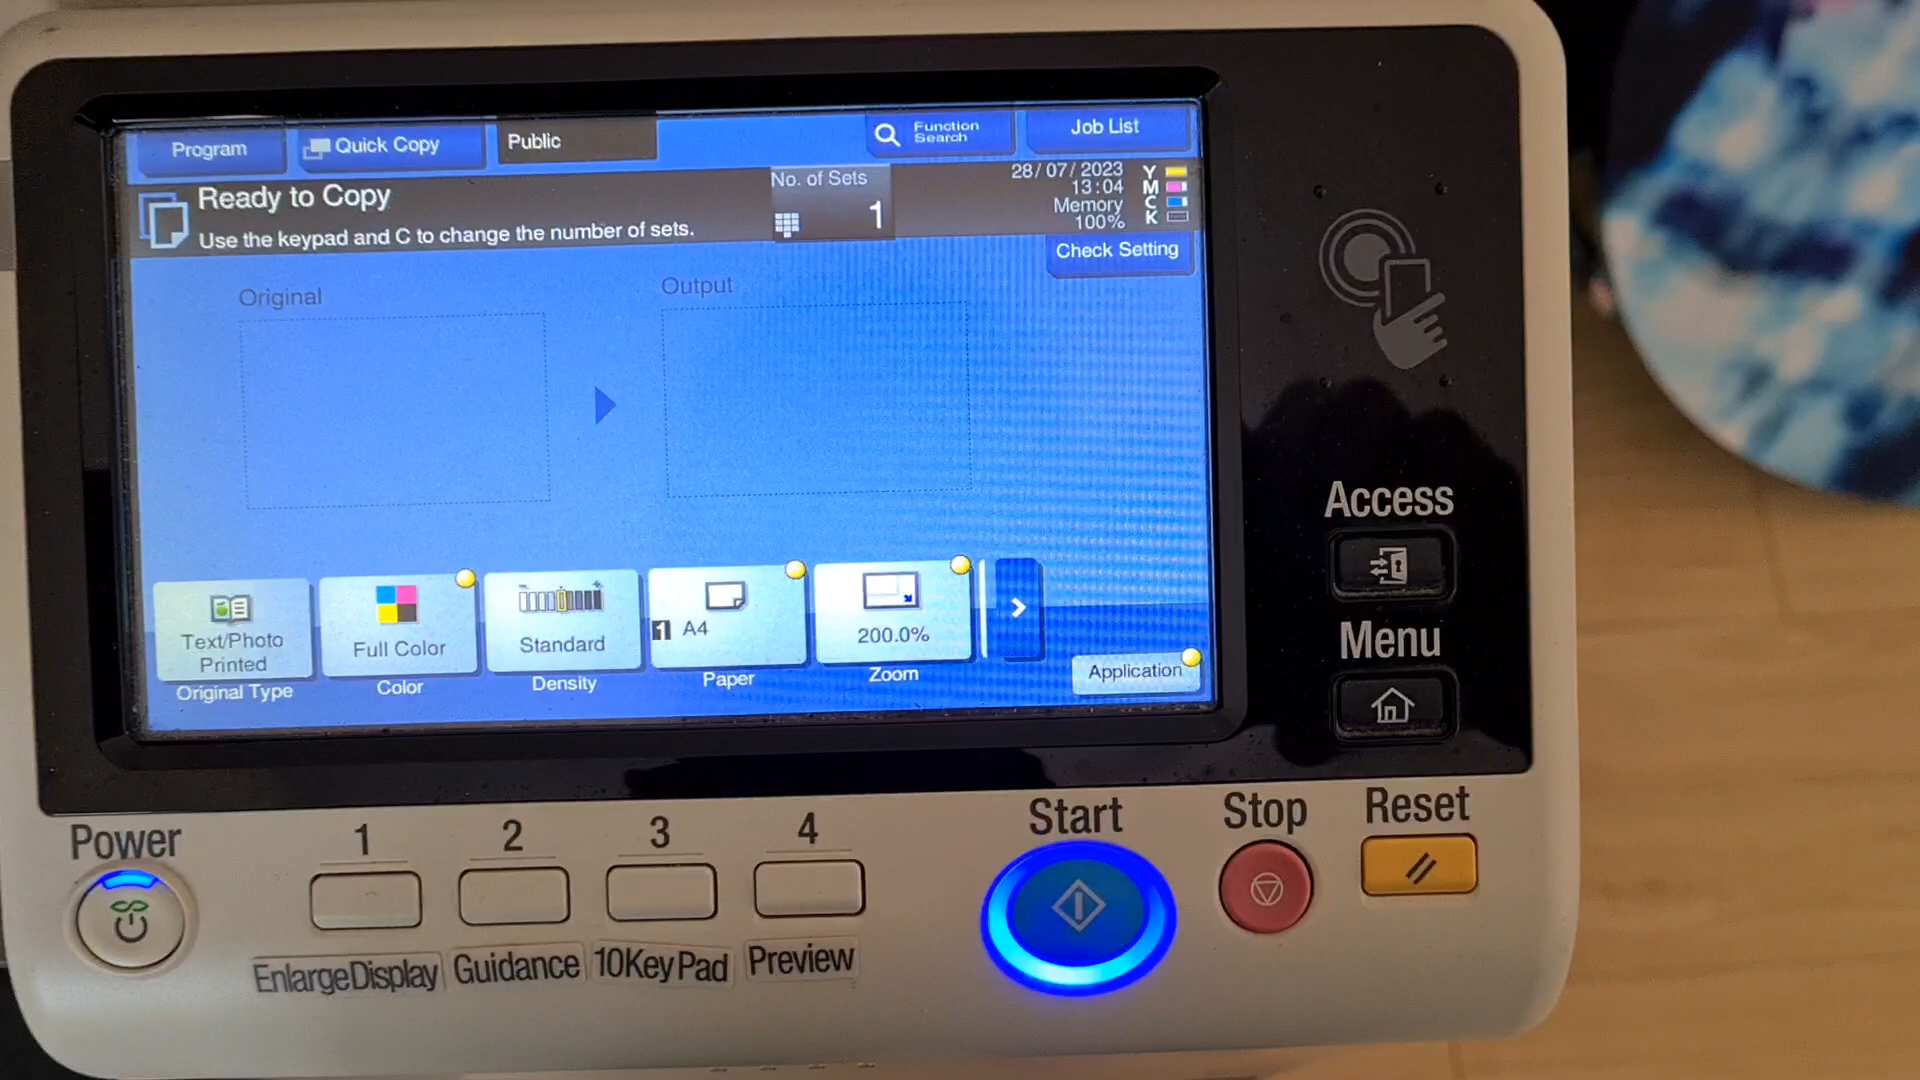 Program
Quick Copy
Public
Function
Search
Job List
Ready to Copy
Use the keypad and C to change the number of sets.
No. of Sets
1
28/07/2023
13:04
Memory
100%
Y
M
C
K
Check Setting
Original
Output
Text/Photo
Printed
Original Type
Full Color
Color
Standard
Density
1 A4
Paper
200.0%
Zoom
Application
Access
Menu
Power
1
2
3
4
Start
Stop
Reset
EnlargeDisplay
Guidance
10KeyPad
Preview